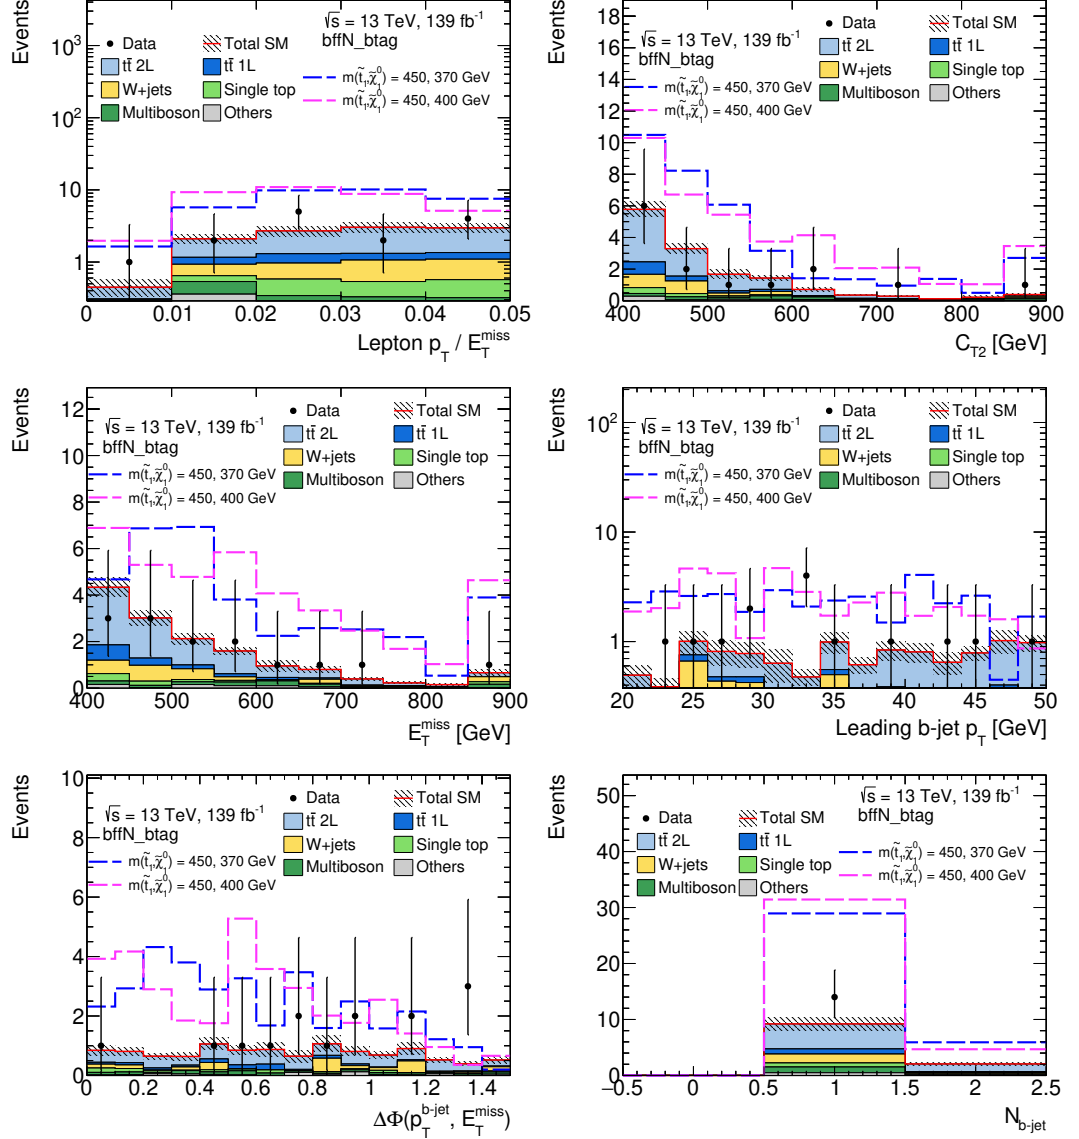 Events
√s = 13 TeV, 139 fb⁻¹
bffN_btag
Data
Total SM
tt̄ 2L
tt̄ 1L
W+jets
Single top
Multiboson
Others
m(t̃₁,χ̃₁⁰) = 450, 370 GeV
m(t̃₁,χ̃₁⁰) = 450, 400 GeV
10³
10²
10
1
0 0.01 0.02 0.03 0.04 0.05
Lepton p_T / E_T^miss
Events
√s = 13 TeV, 139 fb⁻¹
bffN_btag
m(t̃₁,χ̃₁⁰) = 450, 370 GeV
m(t̃₁,χ̃₁⁰) = 450, 400 GeV
Data
Total SM
tt̄ 2L
tt̄ 1L
W+jets
Single top
Multiboson
Others
18
16
14
12
10
8
6
4
2
0
400 500 600 700 800 900
C_T2 [GeV]
Events
√s = 13 TeV, 139 fb⁻¹
bffN_btag
m(t̃₁,χ̃₁⁰) = 450, 370 GeV
m(t̃₁,χ̃₁⁰) = 450, 400 GeV
Data
Total SM
tt̄ 2L
tt̄ 1L
W+jets
Single top
Multiboson
Others
12
10
8
6
4
2
0
400 500 600 700 800 900
E_T^miss [GeV]
Events
√s = 13 TeV, 139 fb⁻¹
bffN_btag
m(t̃₁,χ̃₁⁰) = 450, 370 GeV
m(t̃₁,χ̃₁⁰) = 450, 400 GeV
Data
Total SM
tt̄ 2L
tt̄ 1L
W+jets
Single top
Multiboson
Others
10²
10
1
20 25 30 35 40 45 50
Leading b-jet p_T [GeV]
Events
√s = 13 TeV, 139 fb⁻¹
bffN_btag
m(t̃₁,χ̃₁⁰) = 450, 370 GeV
m(t̃₁,χ̃₁⁰) = 450, 400 GeV
Data
Total SM
tt̄ 2L
tt̄ 1L
W+jets
Single top
Multiboson
Others
10
8
6
4
2
0
0 0.2 0.4 0.6 0.8 1 1.2 1.4
ΔΦ(p_T^b-jet, E_T^miss)
Events
√s = 13 TeV, 139 fb⁻¹
bffN_btag
Data
Total SM
tt̄ 2L
tt̄ 1L
W+jets
Single top
Multiboson
Others
m(t̃₁,χ̃₁⁰) = 450, 370 GeV
m(t̃₁,χ̃₁⁰) = 450, 400 GeV
50
40
30
20
10
0
−0.5 0 0.5 1 1.5 2 2.5
N_b-jet